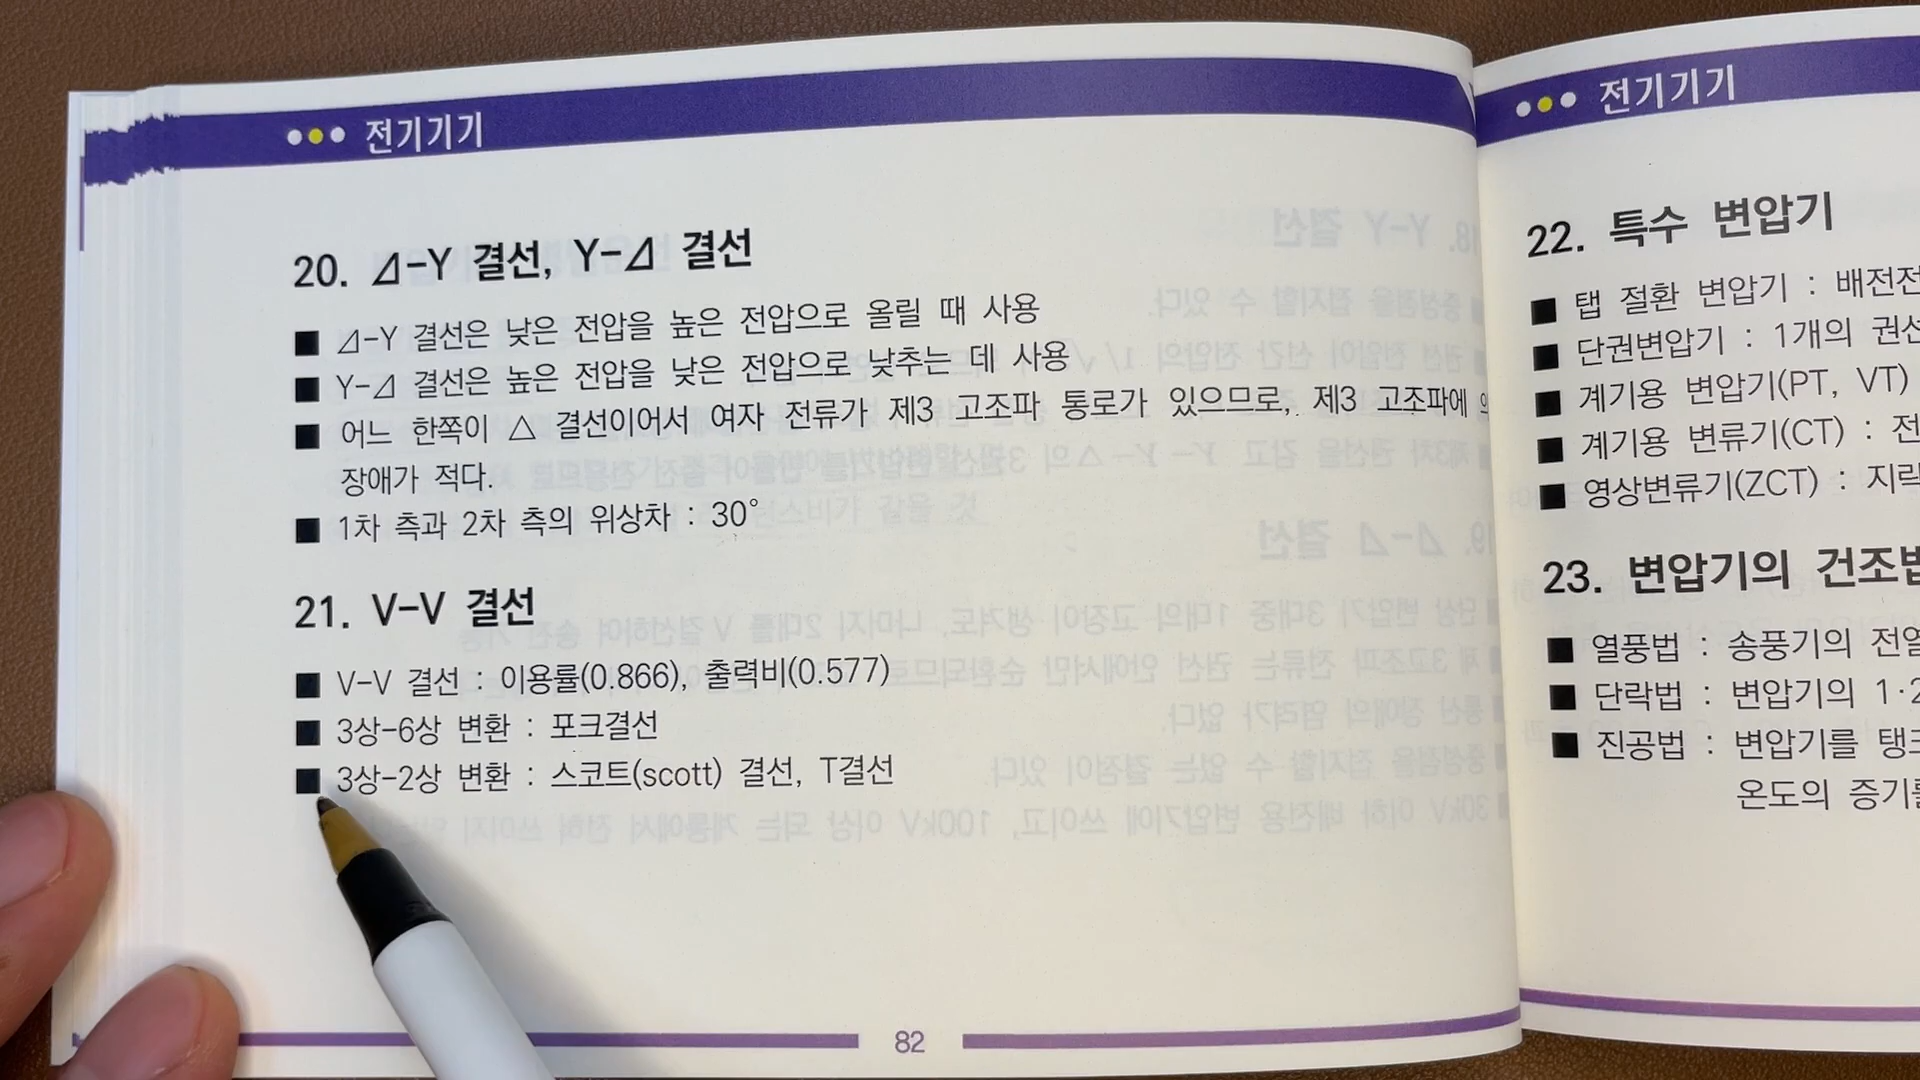 전기기기
20. ⊿-Y 결선, Y-⊿ 결선
■ ⊿-Y 결선은 낮은 전압을 높은 전압으로 올릴 때 사용
■ Y-⊿ 결선은 높은 전압을 낮은 전압으로 낮추는 데 사용
■ 어느 한쪽이 △ 결선이어서 여자 전류가 제3 고조파 통로가 있으므로, 제3 고조파에
장애가 적다.
■ 1차 측과 2차 측의 위상차 : 30°
21. V-V 결선
■ V-V 결선 : 이용률(0.866), 출력비(0.577)
■ 3상-6상 변환 : 포크결선
■ 3상-2상 변환 : 스코트(scott) 결선, T결선
82
전기기기
22. 특수 변압기
■ 탭 절환 변압기 : 배전전
■ 단권변압기 : 1개의 권선
■ 계기용 변압기(PT, VT)
■ 계기용 변류기(CT) : 전
■ 영상변류기(ZCT) : 지락
23. 변압기의 건조법
■ 열풍법 : 송풍기의 전열
■ 단락법 : 변압기의 1·2
■ 진공법 : 변압기를 탱크
온도의 증기를